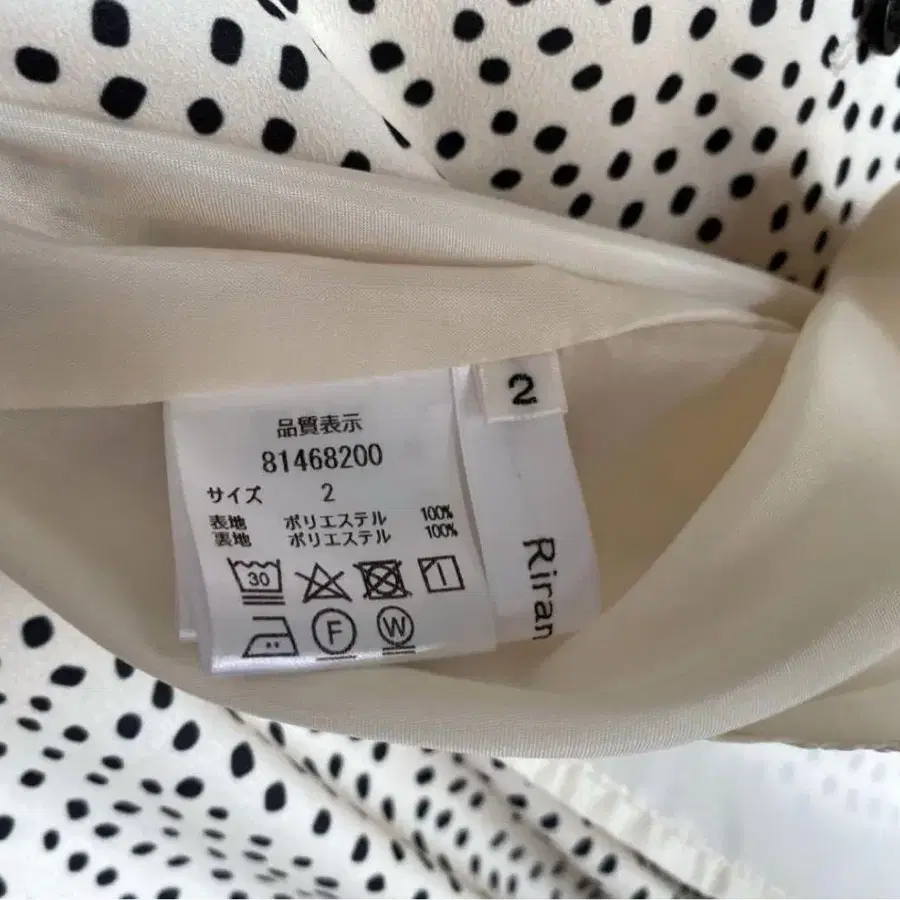 品質表示
81468200
サイズ 2
表地 ポリエステル 100%
裏地 ポリエステル 100%
30
F W
2
Riran